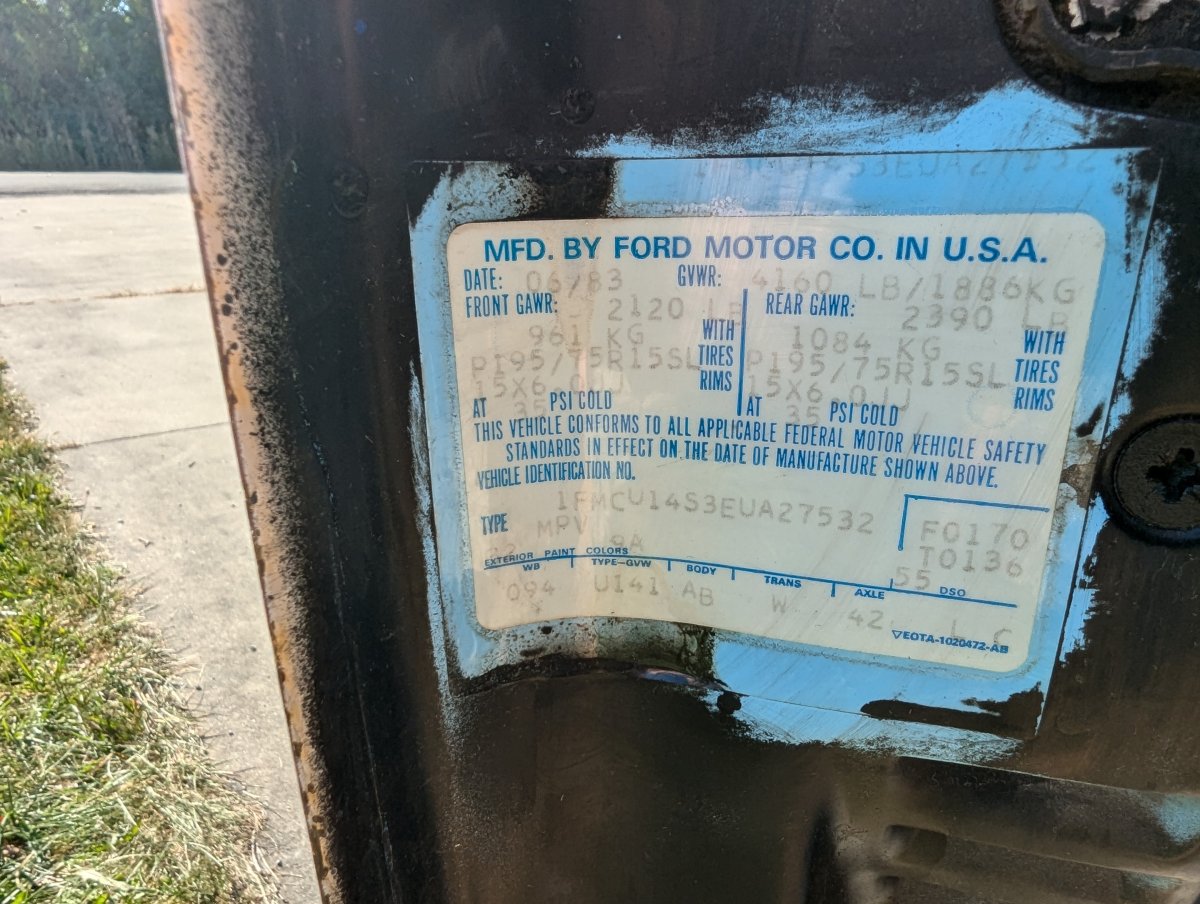 S3EUA27532
MFD. BY FORD MOTOR CO. IN U.S.A.
DATE: 06/83 GVWR: 4160 LB/1886KG
FRONT GAWR: 2120 LB REAR GAWR: 2390 LB
961 KG WITH 1084 KG WITH
P195/75R15SL TIRES P195/75R15SL TIRES
15X6.0JJ RIMS 15X6.0JJ RIMS
AT 35 PSI COLD AT 35 PSI COLD
THIS VEHICLE CONFORMS TO ALL APPLICABLE FEDERAL MOTOR VEHICLE SAFETY
STANDARDS IN EFFECT ON THE DATE OF MANUFACTURE SHOWN ABOVE.
VEHICLE IDENTIFICATION NO.
1FMCU14S3EUA27532
TYPE MPV F0170
9A T0136
EXTERIOR PAINT COLORS 55 DSO
WB TYPE-GVW BODY TRANS AXLE
094 U141 AB W 42 L C
▽EOTA-1020472-AB